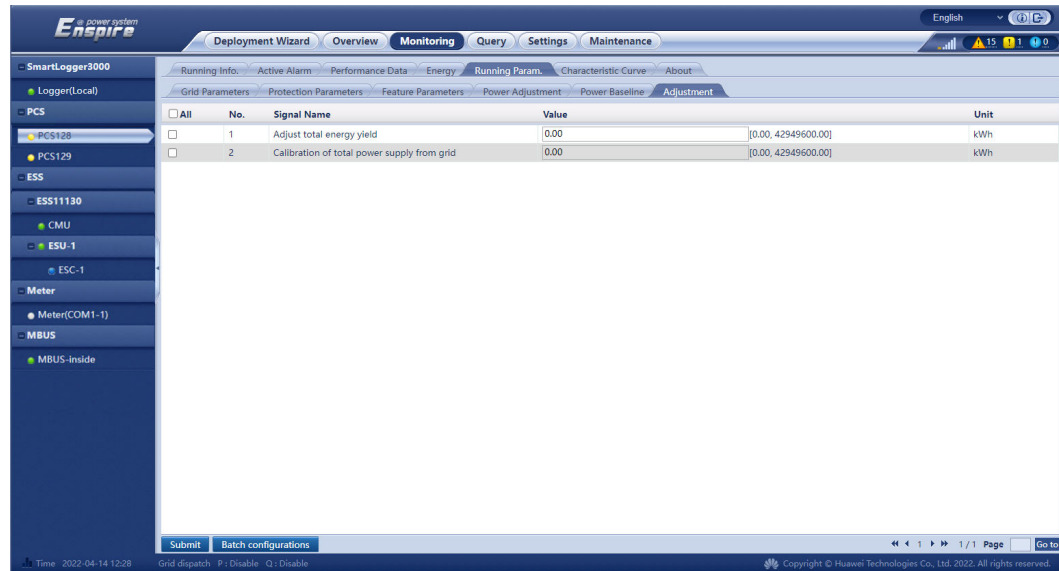 Enspire e power system
English
Deployment Wizard Overview Monitoring Query Settings Maintenance
15 1 0
SmartLogger3000
Logger(Local)
PCS
PCS128
PCS129
ESS
ESS11130
CMU
ESU-1
ESC-1
Meter
Meter(COM1-1)
MBUS
MBUS-inside
Running Info. Active Alarm Performance Data Energy Running Param. Characteristic Curve About
Grid Parameters Protection Parameters Feature Parameters Power Adjustment Power Baseline Adjustment
All No. Signal Name Value Unit
1 Adjust total energy yield 0.00 [0.00, 42949600.00] kWh
2 Calibration of total power supply from grid 0.00 [0.00, 42949600.00] kWh
Submit Batch configurations 1 1/1 Page Go to
Time 2022-04-14 12:28 Grid dispatch P : Disable Q : Disable Copyright © Huawei Technologies Co., Ltd. 2022. All rights reserved.